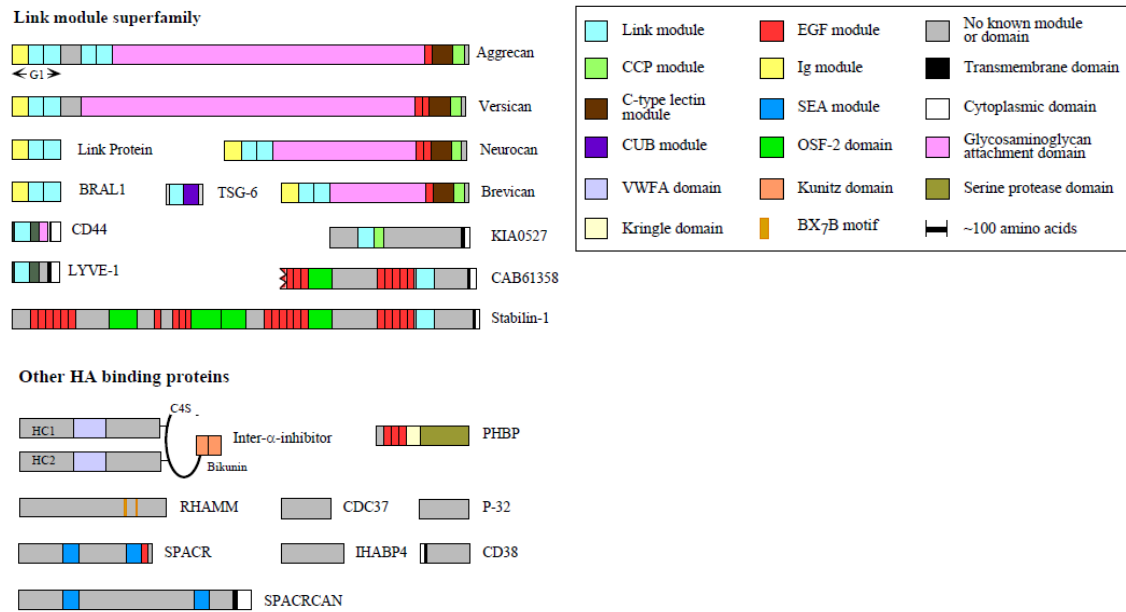 Link module superfamily
Aggrecan
G1
Versican
Link Protein
Neurocan
BRAL1
TSG-6
Brevican
CD44
KIA0527
LYVE-1
CAB61358
Stabilin-1
Other HA binding proteins
C4S
HC1
Inter-α-inhibitor
PHBP
HC2
Bikunin
RHAMM
CDC37
P-32
SPACR
IHABP4
CD38
SPACRCAN
Link module
EGF module
No known module
or domain
CCP module
Ig module
Transmembrane domain
C-type lectin
module
SEA module
Cytoplasmic domain
CUB module
OSF-2 domain
Glycosaminoglycan
attachment domain
VWFA domain
Kunitz domain
Serine protease domain
Kringle domain
BX7B motif
~100 amino acids